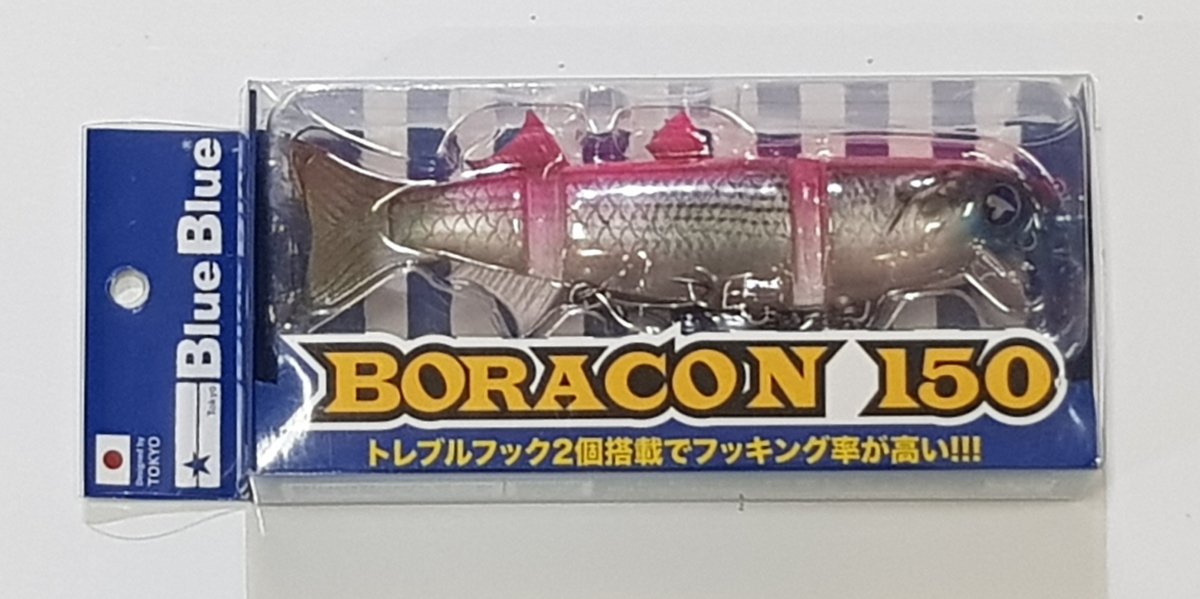 Blue Blue®
Tokyo
Designed by
TOKYO
BORACON 150
トレブルフック2個搭載でフッキング率が高い!!!